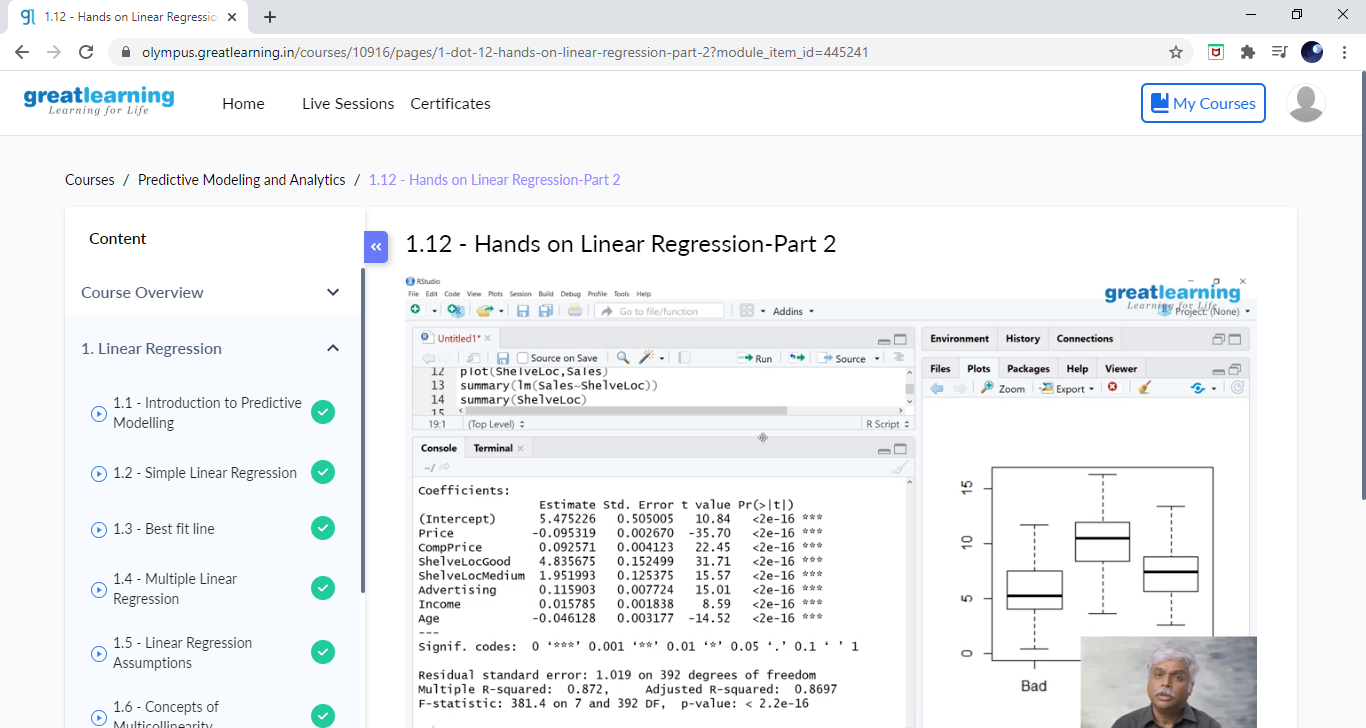 1.12 - Hands on Linear Regressio
olympus.greatlearning.in/courses/10916/pages/1-dot-12-hands-on-linear-regression-part-2?module_item_id=445241
greatlearning
Learning for Life
Home
Live Sessions
Certificates
My Courses
Courses / Predictive Modeling and Analytics / 1.12 - Hands on Linear Regression-Part 2
Content
Course Overview
1. Linear Regression
1.1 - Introduction to Predictive
Modelling
1.2 - Simple Linear Regression
1.3 - Best fit line
1.4 - Multiple Linear
Regression
1.5 - Linear Regression
Assumptions
1.6 - Concepts of
Multicollinearity
1.12 - Hands on Linear Regression-Part 2
RStudio
File Edit Code View Plots Session Build Debug Profile Tools Help
greatlearning
Learning for Life
Go to file/function
Addins
Project: (None)
Untitled1*
Source on Save
Run
Source
12 plot(ShelveLoc,Sales)
13 summary(lm(Sales~ShelveLoc))
14 summary(ShelveLoc)
15
19:1 (Top Level) R Script
Console Terminal
~/
Coefficients:
Estimate Std. Error t value Pr(>|t|)
(Intercept) 5.475226 0.505005 10.84 <2e-16 ***
Price -0.095319 0.002670 -35.70 <2e-16 ***
CompPrice 0.092571 0.004123 22.45 <2e-16 ***
ShelveLocGood 4.835675 0.152499 31.71 <2e-16 ***
ShelveLocMedium 1.951993 0.125375 15.57 <2e-16 ***
Advertising 0.115903 0.007724 15.01 <2e-16 ***
Income 0.015785 0.001838 8.59 <2e-16 ***
Age -0.046128 0.003177 -14.52 <2e-16 ***
---
Signif. codes: 0 ‘***’ 0.001 ‘**’ 0.01 ‘*’ 0.05 ‘.’ 0.1 ‘ ’ 1
Residual standard error: 1.019 on 392 degrees of freedom
Multiple R-squared: 0.872, Adjusted R-squared: 0.8697
F-statistic: 381.4 on 7 and 392 DF, p-value: < 2.2e-16
Environment History Connections
Files Plots Packages Help Viewer
Zoom
Export
15
10
5
0
Bad